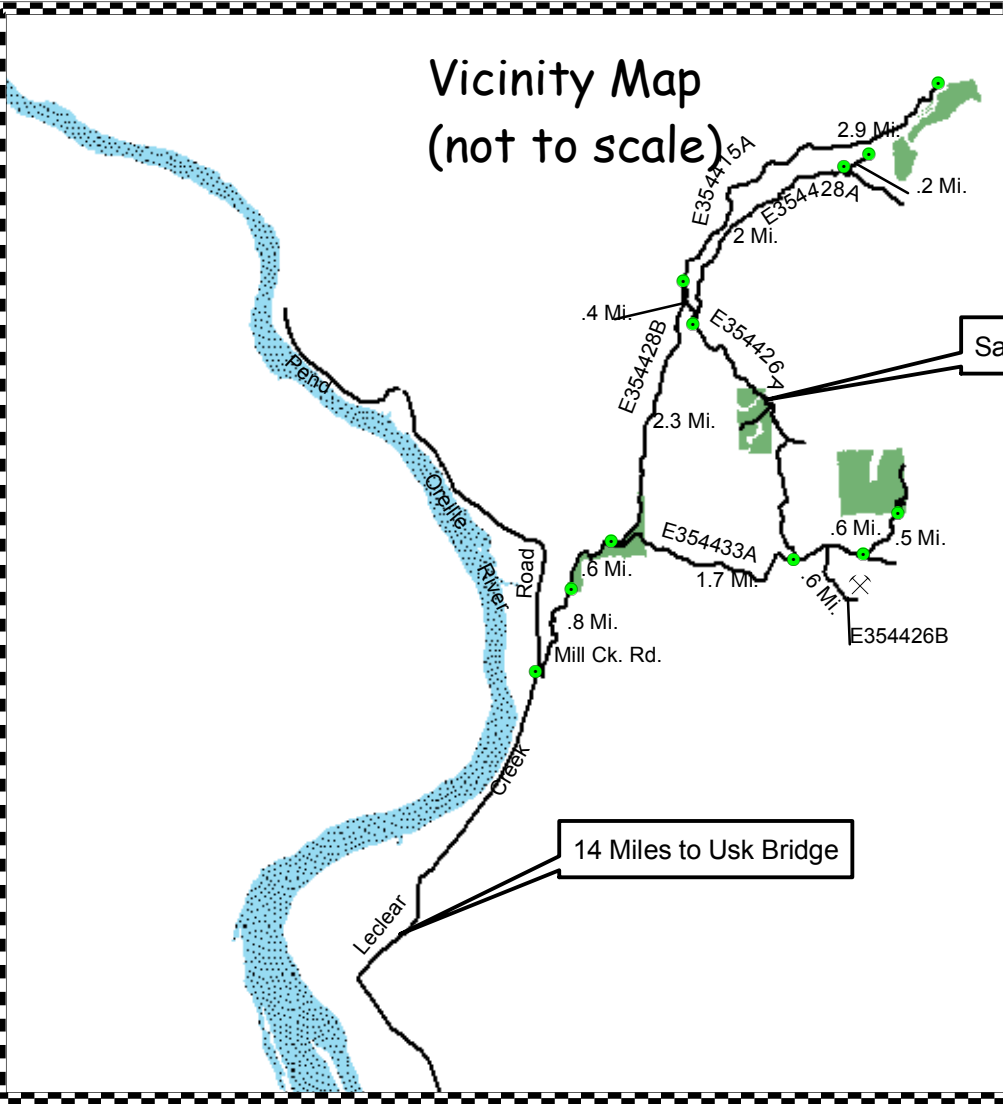 Vicinity Map
(not to scale)
2.9 Mi.
E354415A
.2 Mi.
E354428A
2 Mi.
.4 Mi.
E354426A
E354428B
Sa
2.3 Mi.
Pend
Oreille
River
Road
E354433A
.6 Mi.
.5 Mi.
.6 Mi.
1.7 Mi.
.6 Mi.
.8 Mi.
E354426B
Mill Ck. Rd.
Creek
14 Miles to Usk Bridge
Leclear